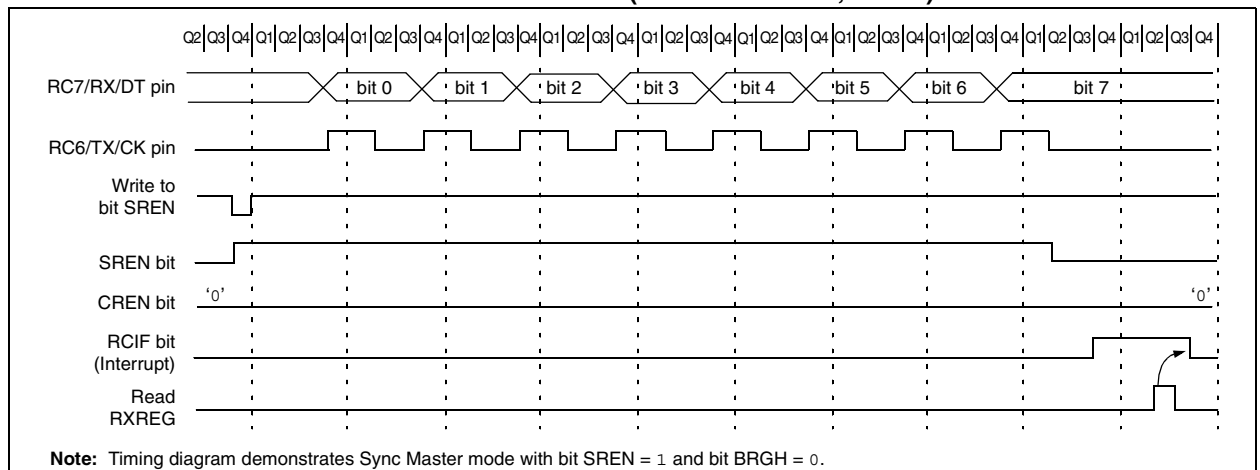 Q2 Q3 Q4 Q1 Q2 Q3 Q4 Q1 Q2 Q3 Q4 Q1 Q2 Q3 Q4 Q1 Q2 Q3 Q4 Q1 Q2 Q3 Q4 Q1 Q2 Q3 Q4 Q1 Q2 Q3 Q4 Q1 Q2 Q3 Q4 Q1 Q2 Q3 Q4 Q1 Q2 Q3 Q4
RC7/RX/DT pin bit 0 bit 1 bit 2 bit 3 bit 4 bit 5 bit 6 bit 7
RC6/TX/CK pin
Write to
bit SREN
SREN bit
CREN bit ‘0’ ‘0’
RCIF bit
(Interrupt)
Read
RXREG
Note: Timing diagram demonstrates Sync Master mode with bit SREN = 1 and bit BRGH = 0.